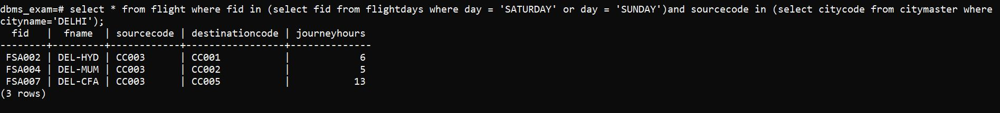 dbms_exam=# select * from flight where fid in (select fid from flightdays where day = 'SATURDAY' or day = 'SUNDAY')and sourcecode in (select citycode from citymaster where
cityname='DELHI');
  fid   |  fname  | sourcecode | destinationcode | journeyhours
--------+---------+------------+-----------------+--------------
 FSA002 | DEL-HYD | CC003      | CC001           |            6
 FSA004 | DEL-MUM | CC003      | CC002           |            5
 FSA007 | DEL-CFA | CC003      | CC005           |           13
(3 rows)